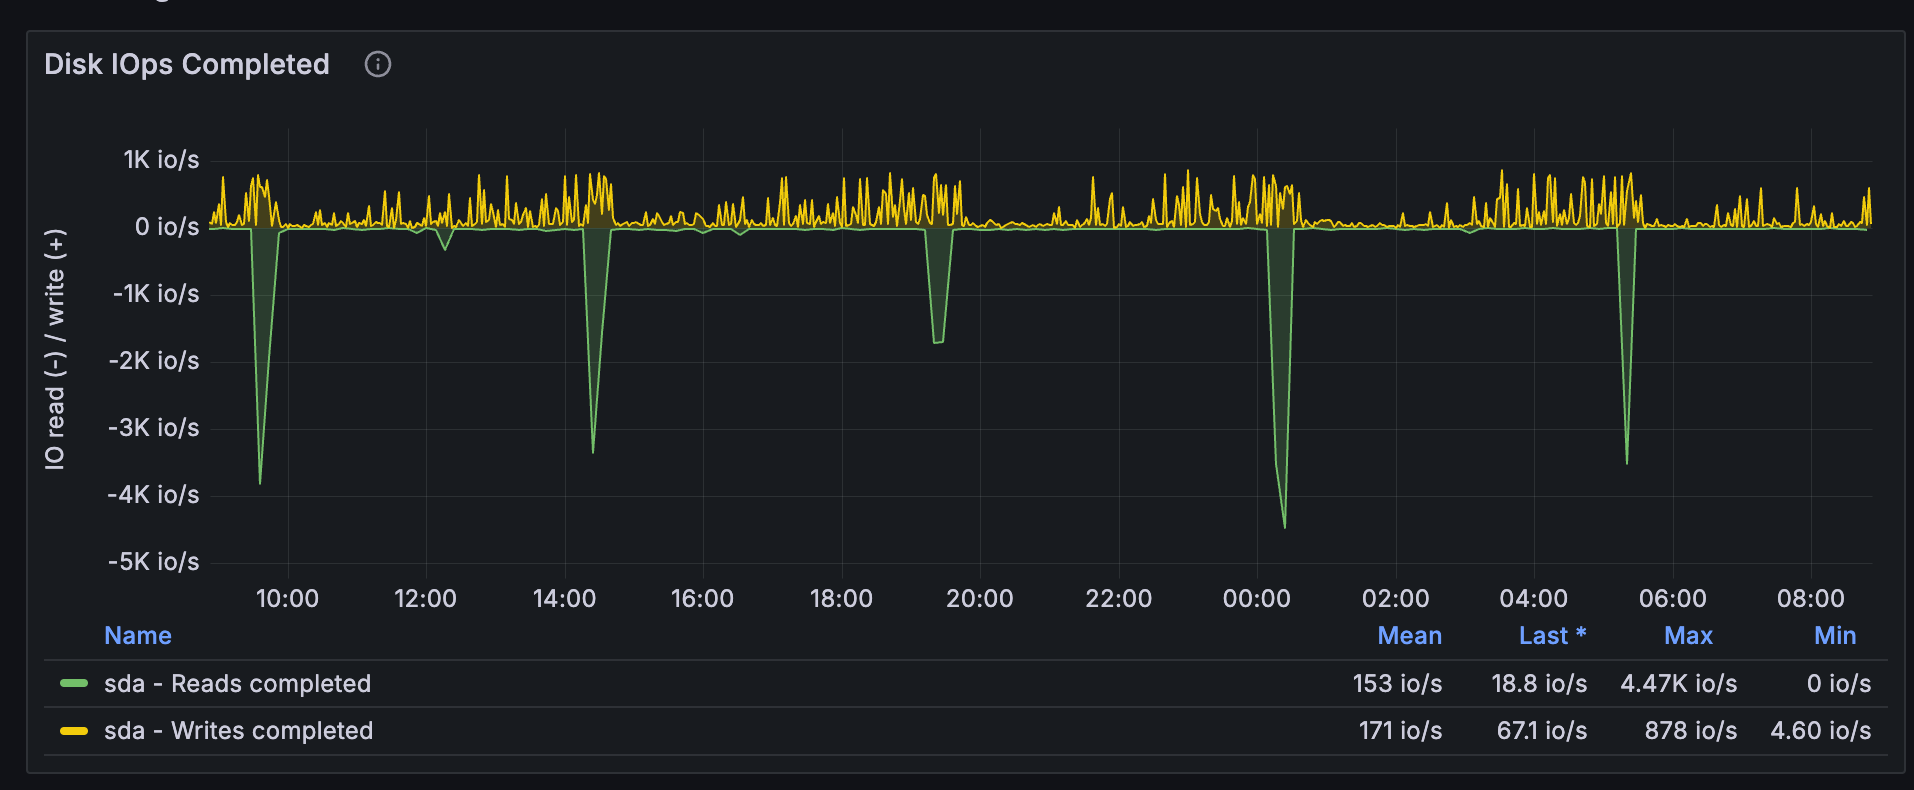 Disk IOps Completed
1K io/s
0 io/s
-1K io/s
-2K io/s
-3K io/s
-4K io/s
-5K io/s
IO read (-) / write (+)
10:00 12:00 14:00 16:00 18:00 20:00 22:00 00:00 02:00 04:00 06:00 08:00
Name Mean Last * Max Min
sda - Reads completed 153 io/s 18.8 io/s 4.47K io/s 0 io/s
sda - Writes completed 171 io/s 67.1 io/s 878 io/s 4.60 io/s